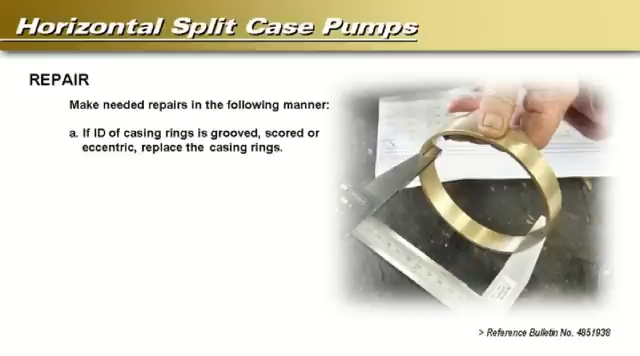 Horizontal Split Case Pumps
REPAIR
Make needed repairs in the following manner:
a. If ID of casing rings is grooved, scored or
eccentric, replace the casing rings.
> Reference Bulletin No. 4851938